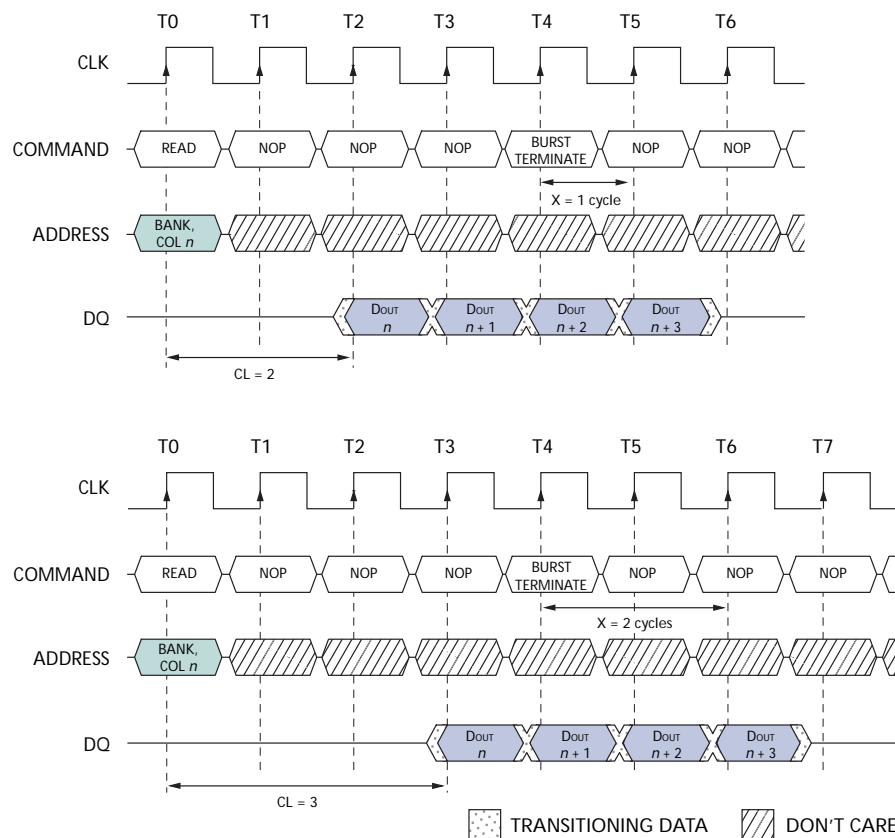 T0 T1 T2 T3 T4 T5 T6
CLK
COMMAND READ NOP NOP NOP BURST TERMINATE NOP NOP
X = 1 cycle
ADDRESS BANK, COL n
DQ DOUT n DOUT n + 1 DOUT n + 2 DOUT n + 3
CL = 2
T0 T1 T2 T3 T4 T5 T6 T7
CLK
COMMAND READ NOP NOP NOP BURST TERMINATE NOP NOP NOP
X = 2 cycles
ADDRESS BANK, COL n
DQ DOUT n DOUT n + 1 DOUT n + 2 DOUT n + 3
CL = 3
TRANSITIONING DATA DON'T CARE